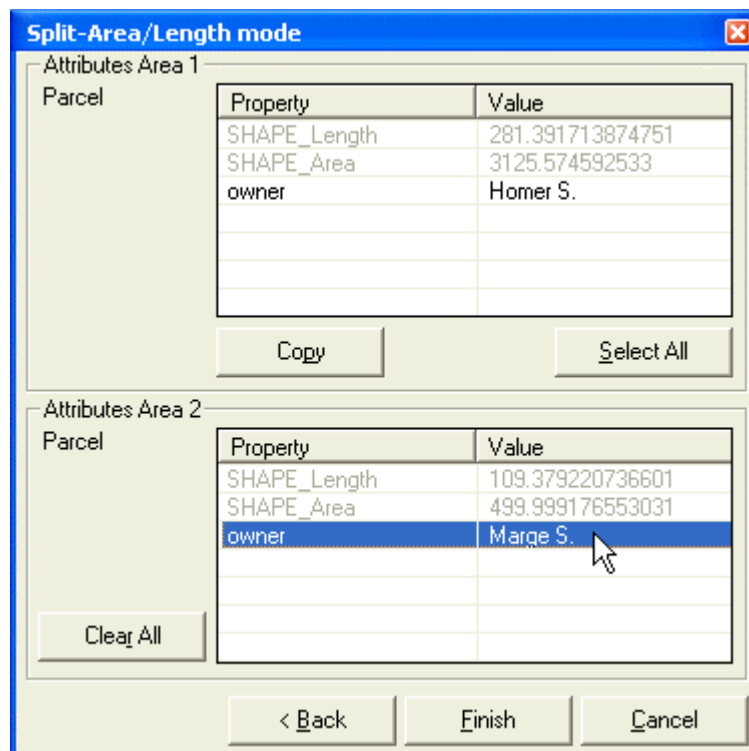 Split-Area/Length mode
Attributes Area 1
Parcel
Property Value
SHAPE_Length 281.391713874751
SHAPE_Area 3125.574592533
owner Homer S.
Copy Select All
Attributes Area 2
Parcel
Property Value
SHAPE_Length 109.379220736601
SHAPE_Area 499.999176553031
owner Marge S.
Clear All
< Back Finish Cancel